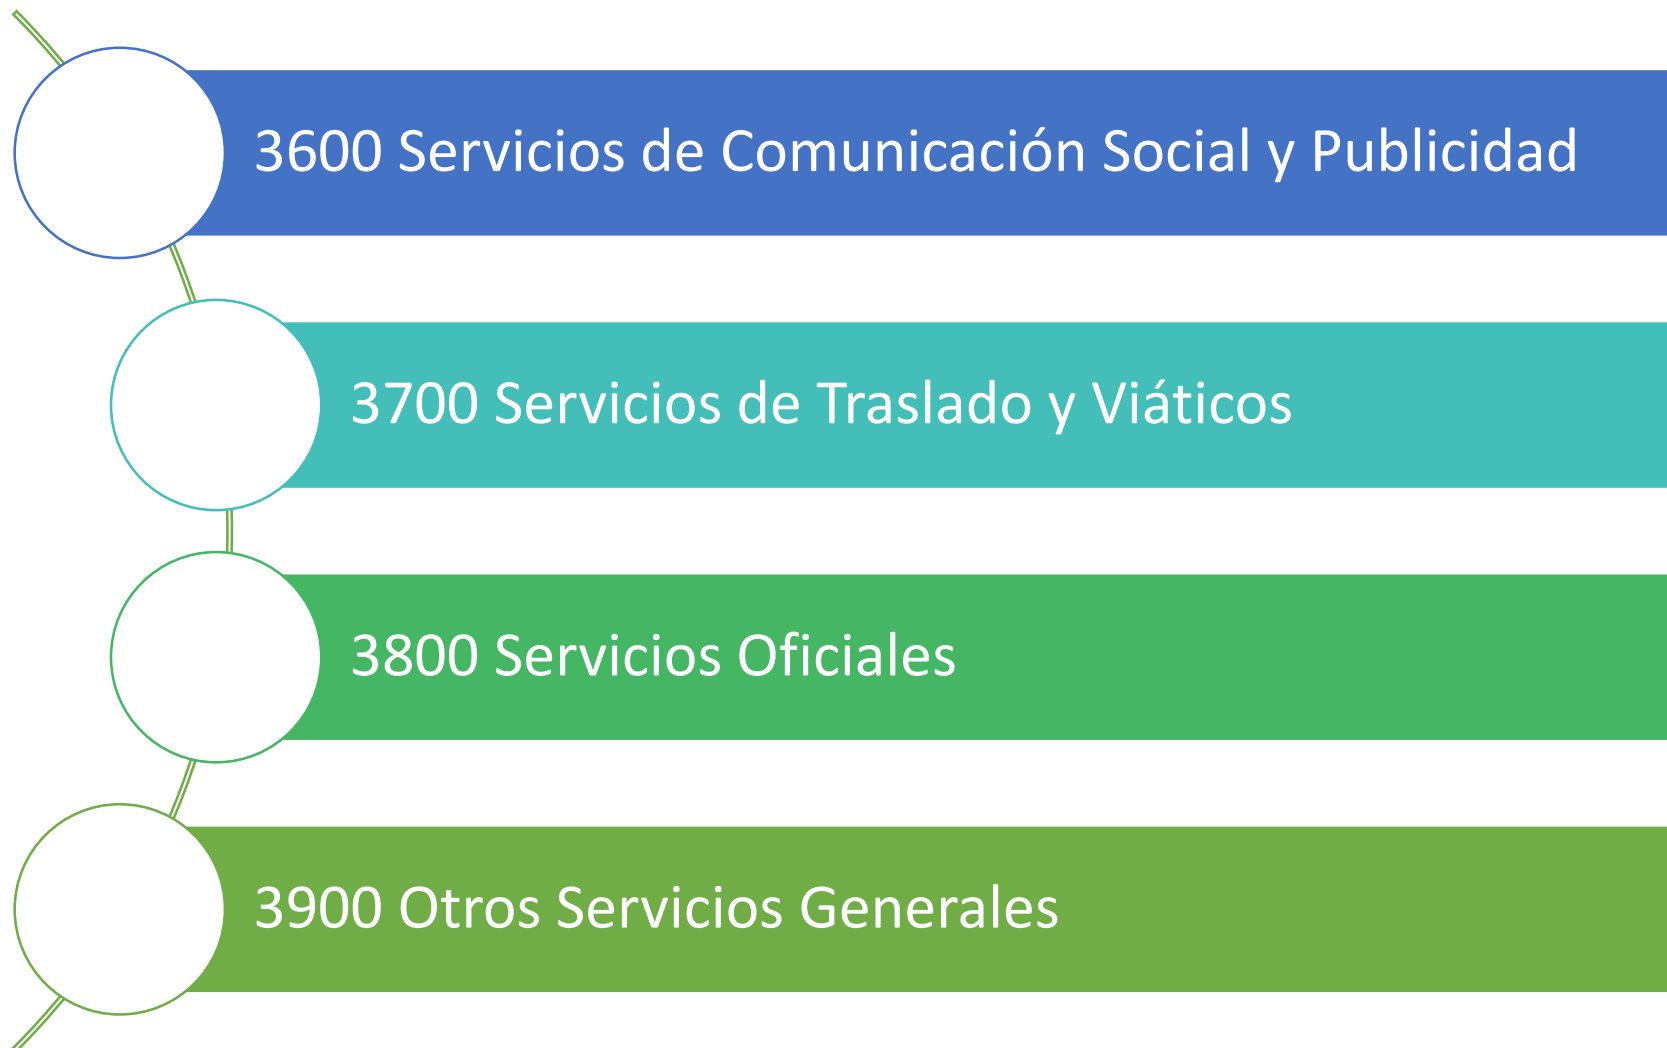 3600 Servicios de Comunicación Social y Publicidad
3700 Servicios de Traslado y Viáticos
3800 Servicios Oficiales
3900 Otros Servicios Generales